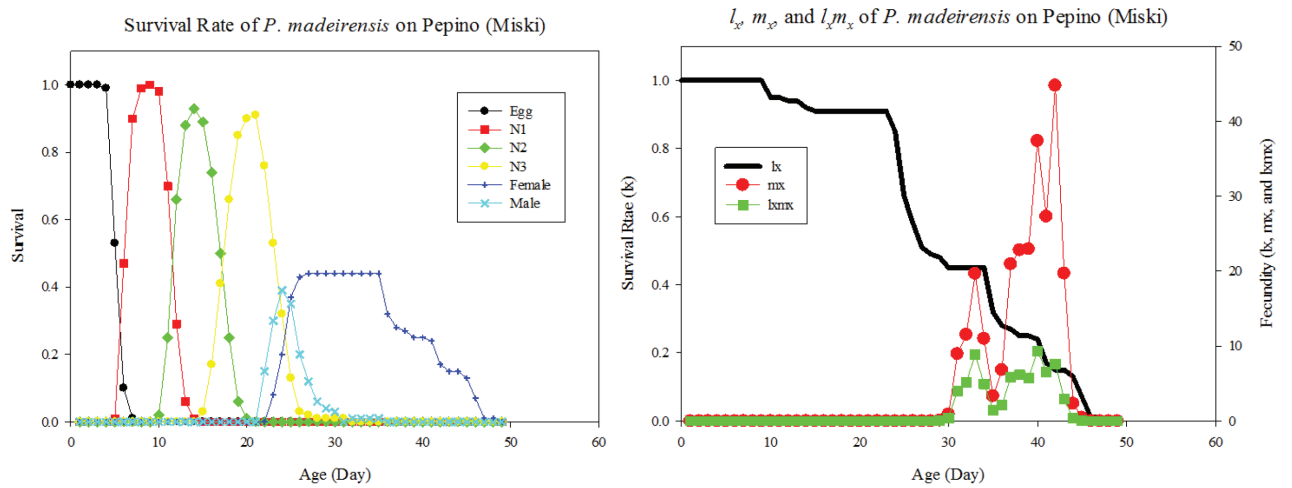 Survival Rate of P. madeirensis on Pepino (Miski)
1.0
0.8
0.6
0.4
0.2
0.0
Survival
0
10
20
30
40
50
60
Age (Day)
Egg
N1
N2
N3
Female
Male
lx, mx, and lxmx of P. madeirensis on Pepino (Miski)
1.0
0.8
0.6
0.4
0.2
0.0
Survival Rtae (lx)
lx
mx
lxmx
0
10
20
30
40
50
60
Age (Day)
50
40
30
20
10
0
Fecundity (lx, mx, and lxmx)